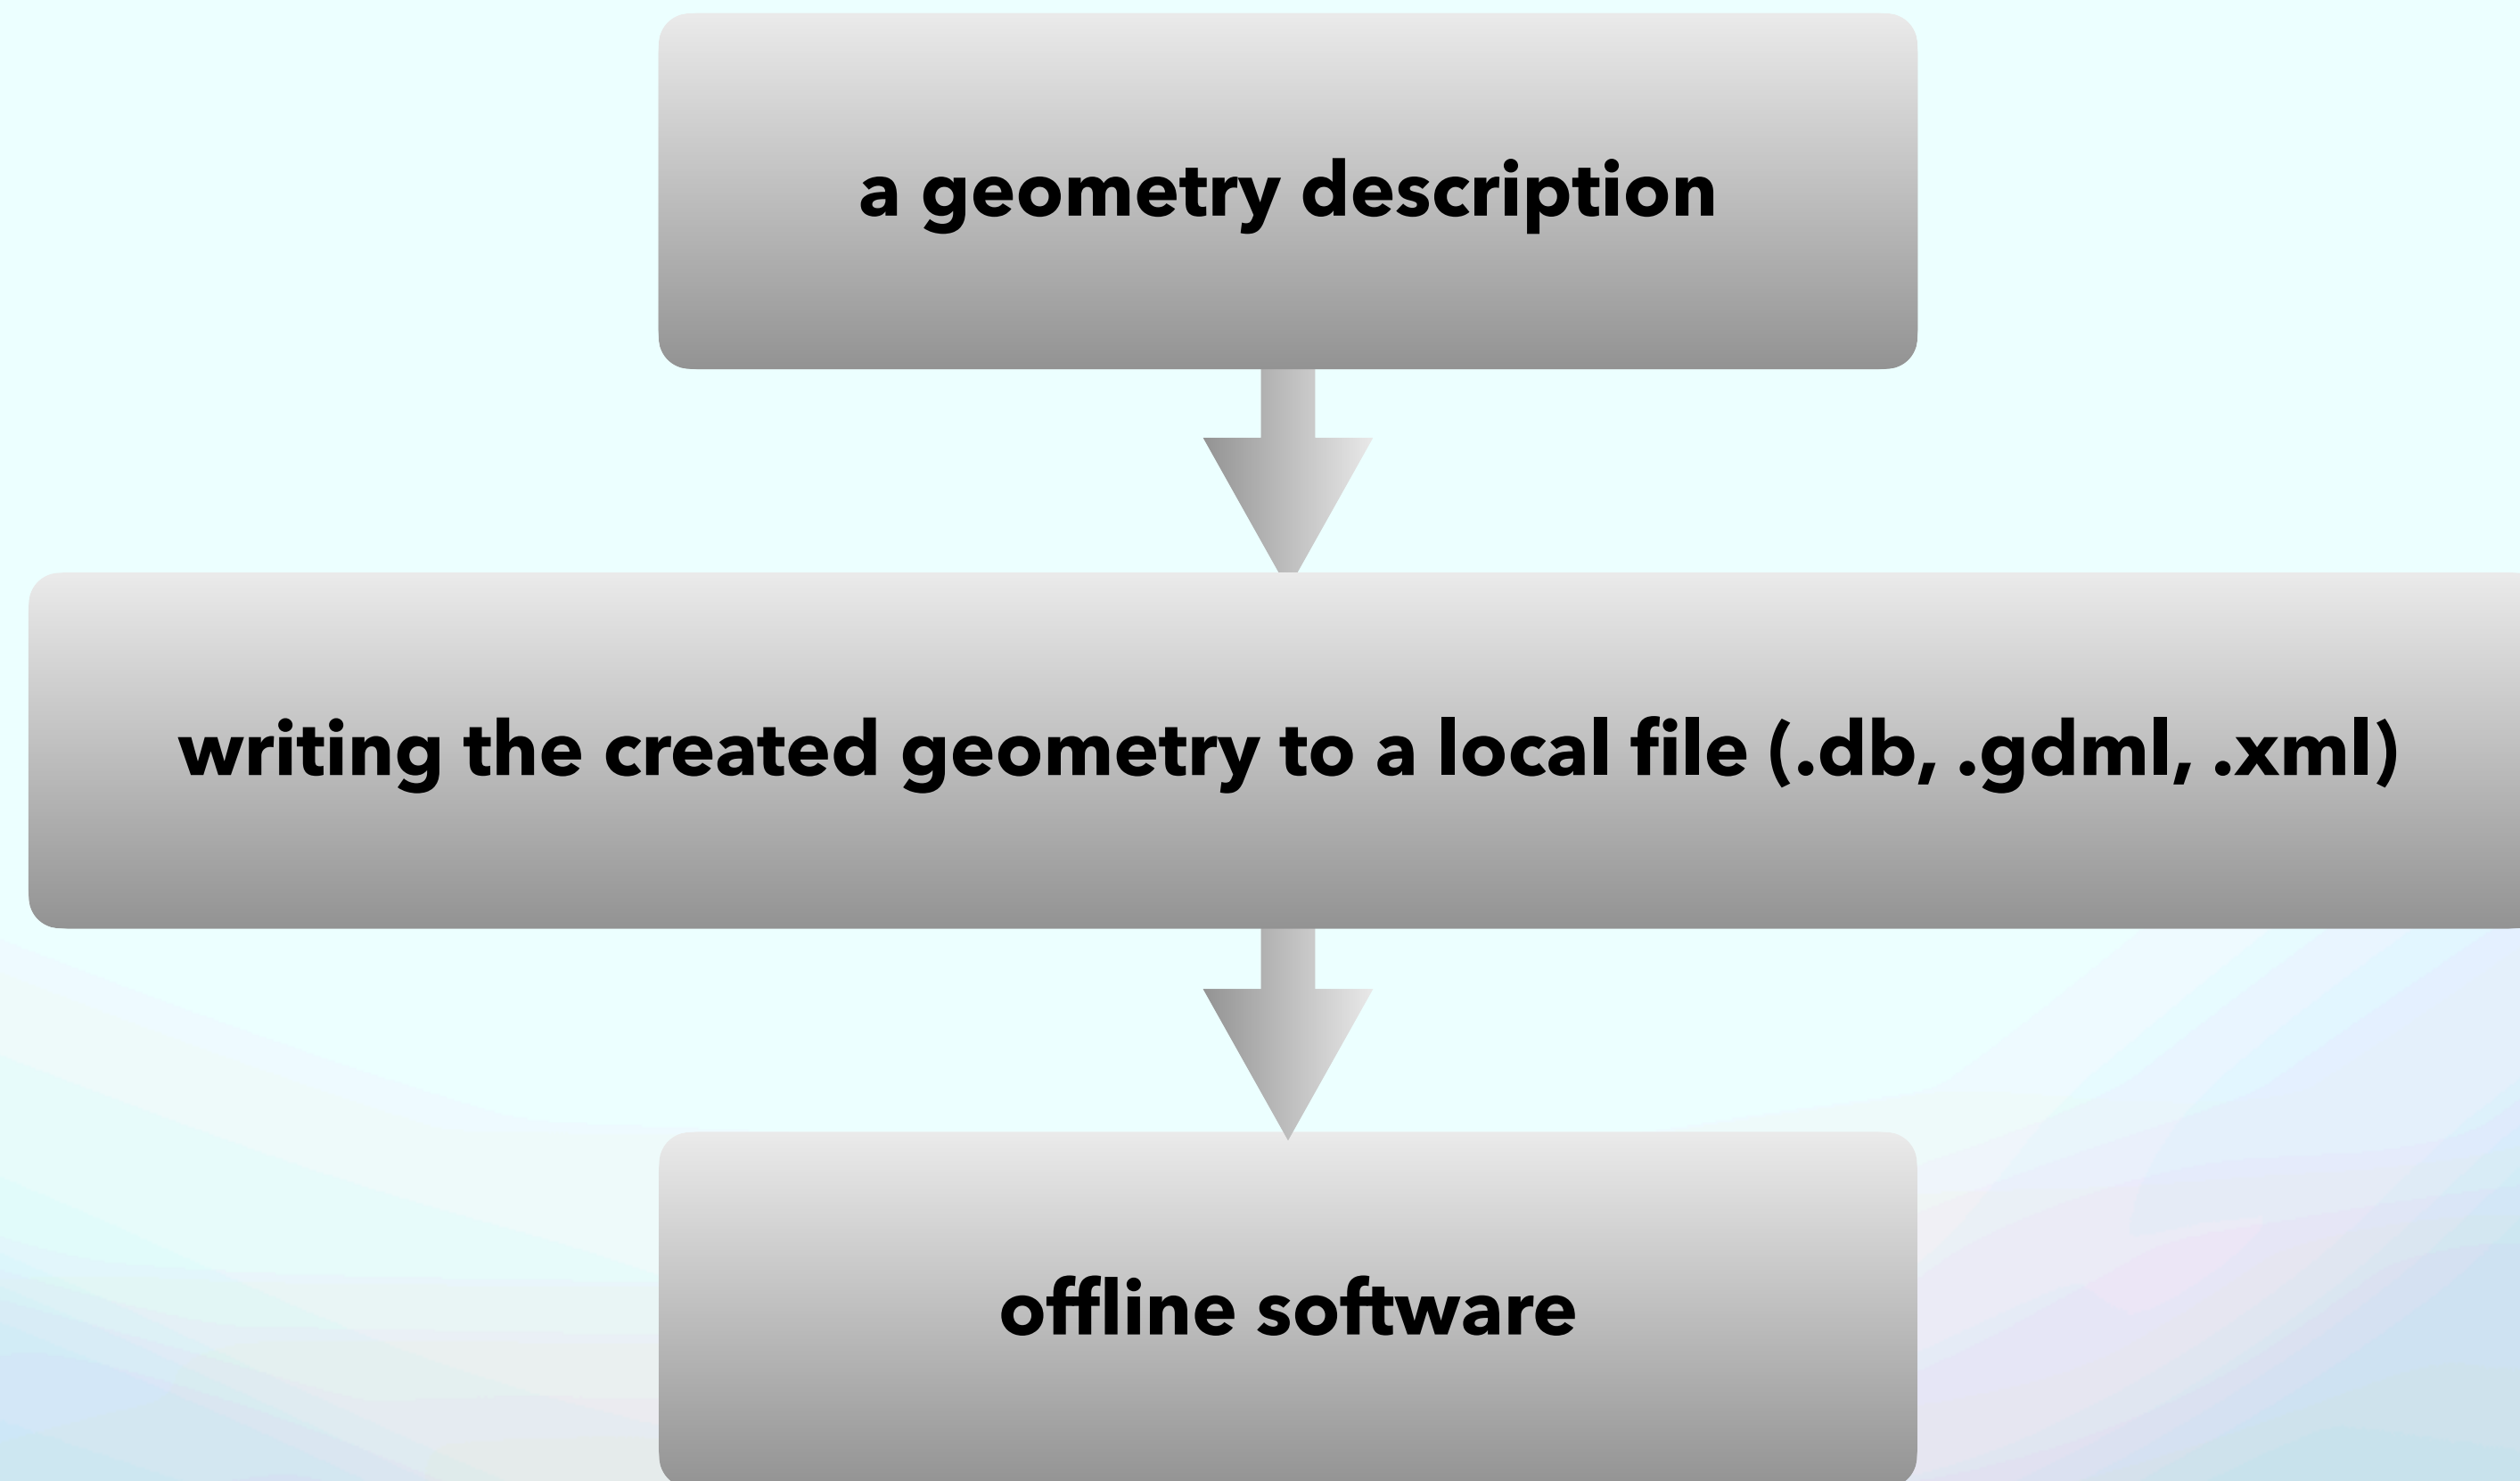 a geometry description
writing the created geometry to a local file (.db, .gdml, .xml)
offline software